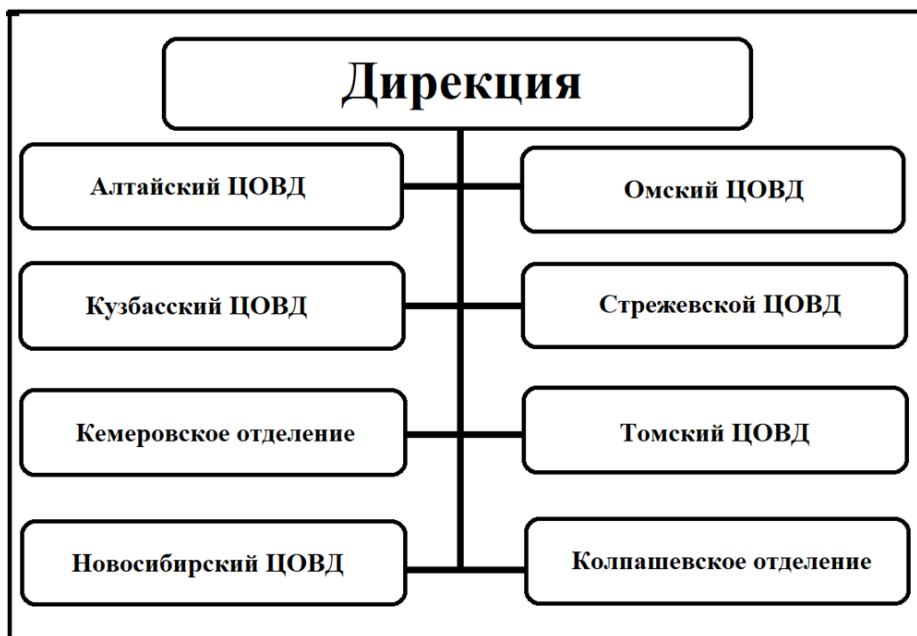 Дирекция
Алтайский ЦОВД
Омский ЦОВД
Кузбасский ЦОВД
Стрежевской ЦОВД
Кемеровское отделение
Томский ЦОВД
Новосибирский ЦОВД
Колпашевское отделение